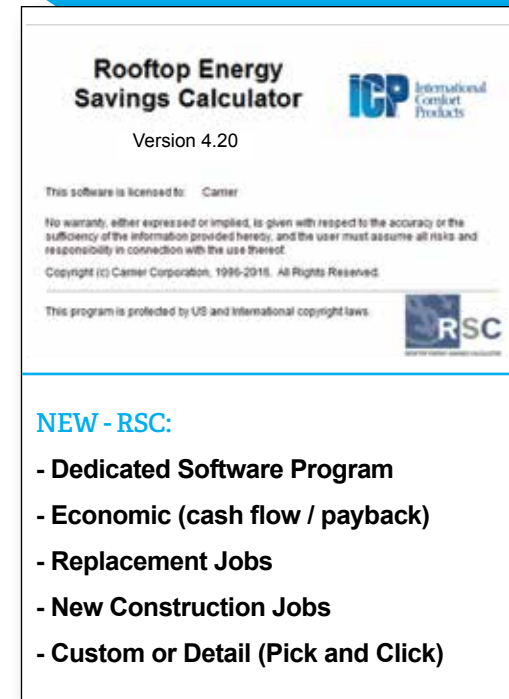 Rooftop Energy
Savings Calculator
Version 4.20
ICP International
Comfort
Products
This software is licensed to: Carrier
No warranty, either expressed or implied, is given with respect to the accuracy or the
sufficiency of the information provided hereby, and the user must assume all risks and
responsibility in connection with the use thereof.
Copyright (c) Carrier Corporation, 1996-2016. All Rights Reserved.
This program is protected by US and International copyright laws.
RSC
NEW - RSC:
- Dedicated Software Program
- Economic (cash flow / payback)
- Replacement Jobs
- New Construction Jobs
- Custom or Detail (Pick and Click)